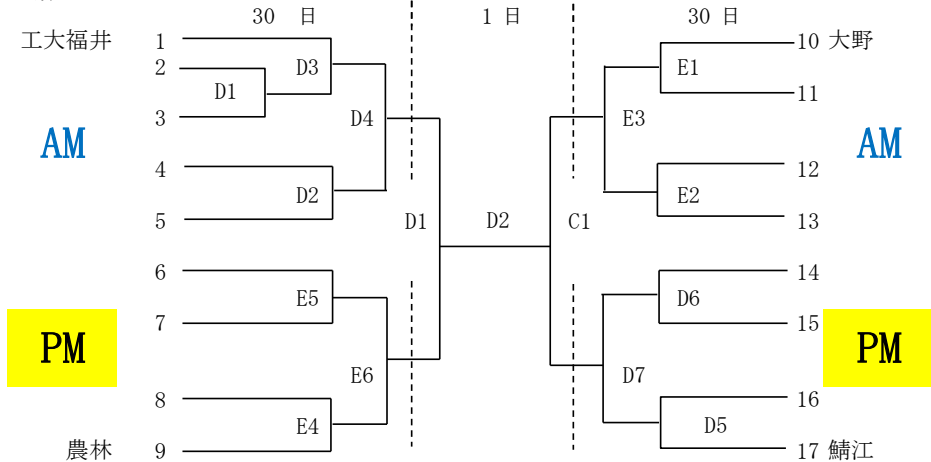 30 日 1 日 30 日
工大福井 1 10 大野
2 D3 E1
D1
3 11
D4 E3
AM AM
4 12
D2 E2
5 13
D1 D2 C1
6 14
E5 D6
7 15
PM PM
E6 D7
8 16
E4 D5
農林 9 17 鯖江